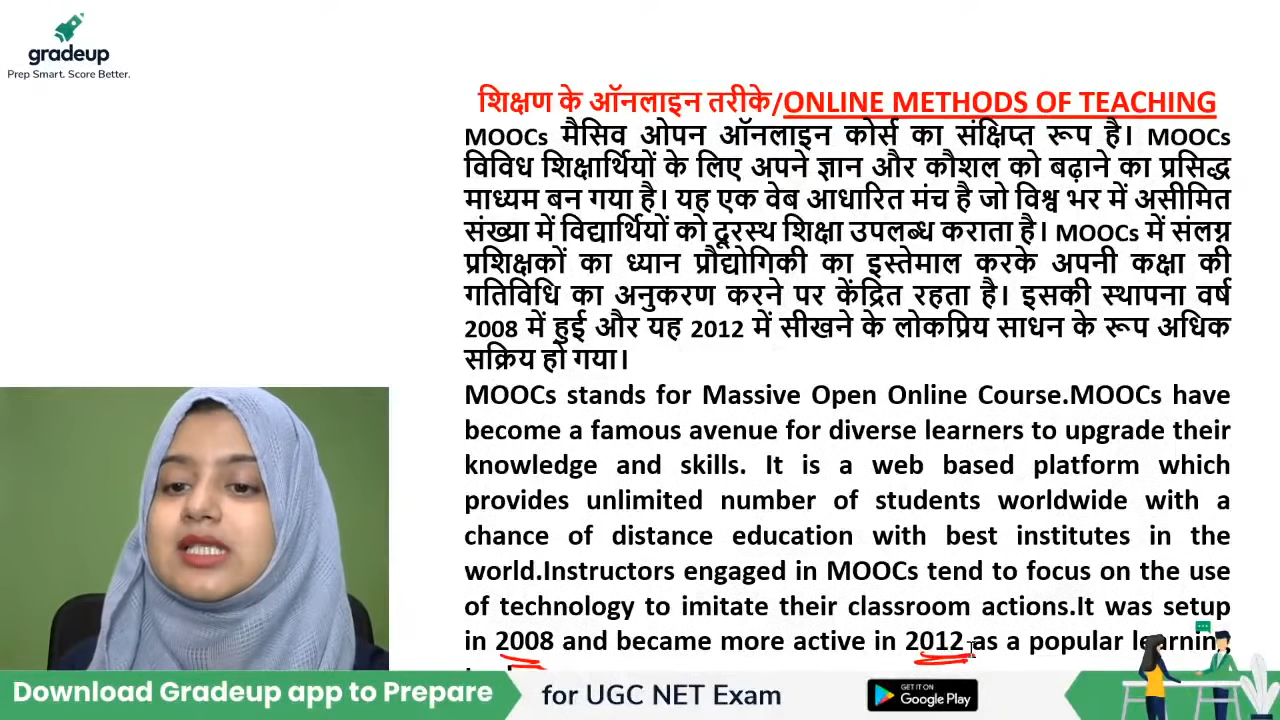 gradeup
Prep Smart. Score Better.
शिक्षण के ऑनलाइन तरीके/ONLINE METHODS OF TEACHING
MOOCs मैसिव ओपन ऑनलाइन कोर्स का संक्षिप्त रूप है। MOOCs
विविध शिक्षार्थियों के लिए अपने ज्ञान और कौशल को बढ़ाने का प्रसिद्ध
माध्यम बन गया है। यह एक वेब आधारित मंच है जो विश्व भर में असीमित
संख्या में विद्यार्थियों को दूरस्थ शिक्षा उपलब्ध कराता है। MOOCs में संलग्न
प्रशिक्षकों का ध्यान प्रौद्योगिकी का इस्तेमाल करके अपनी कक्षा की
गतिविधि का अनुकरण करने पर केंद्रित रहता है। इसकी स्थापना वर्ष
2008 में हुई और यह 2012 में सीखने के लोकप्रिय साधन के रूप अधिक
सक्रिय हो गया।
MOOCs stands for Massive Open Online Course.MOOCs have
become a famous avenue for diverse learners to upgrade their
knowledge and skills. It is a web based platform which
provides unlimited number of students worldwide with a
chance of distance education with best institutes in the
world.Instructors engaged in MOOCs tend to focus on the use
of technology to imitate their classroom actions.It was setup
in 2008 and became more active in 2012 as a popular learning
Download Gradeup app to Prepare for UGC NET Exam
GET IT ON
Google Play